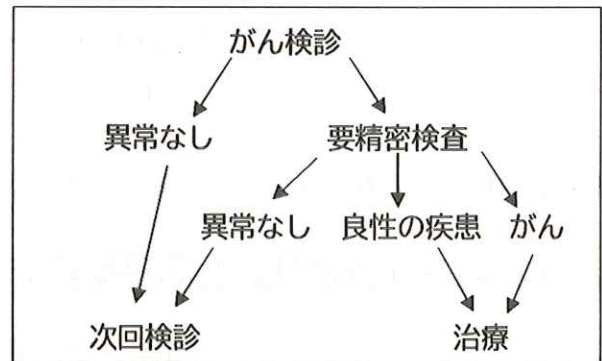 がん検診
異常なし 要精密検査
異常なし 良性の疾患 がん
次回検診 治療